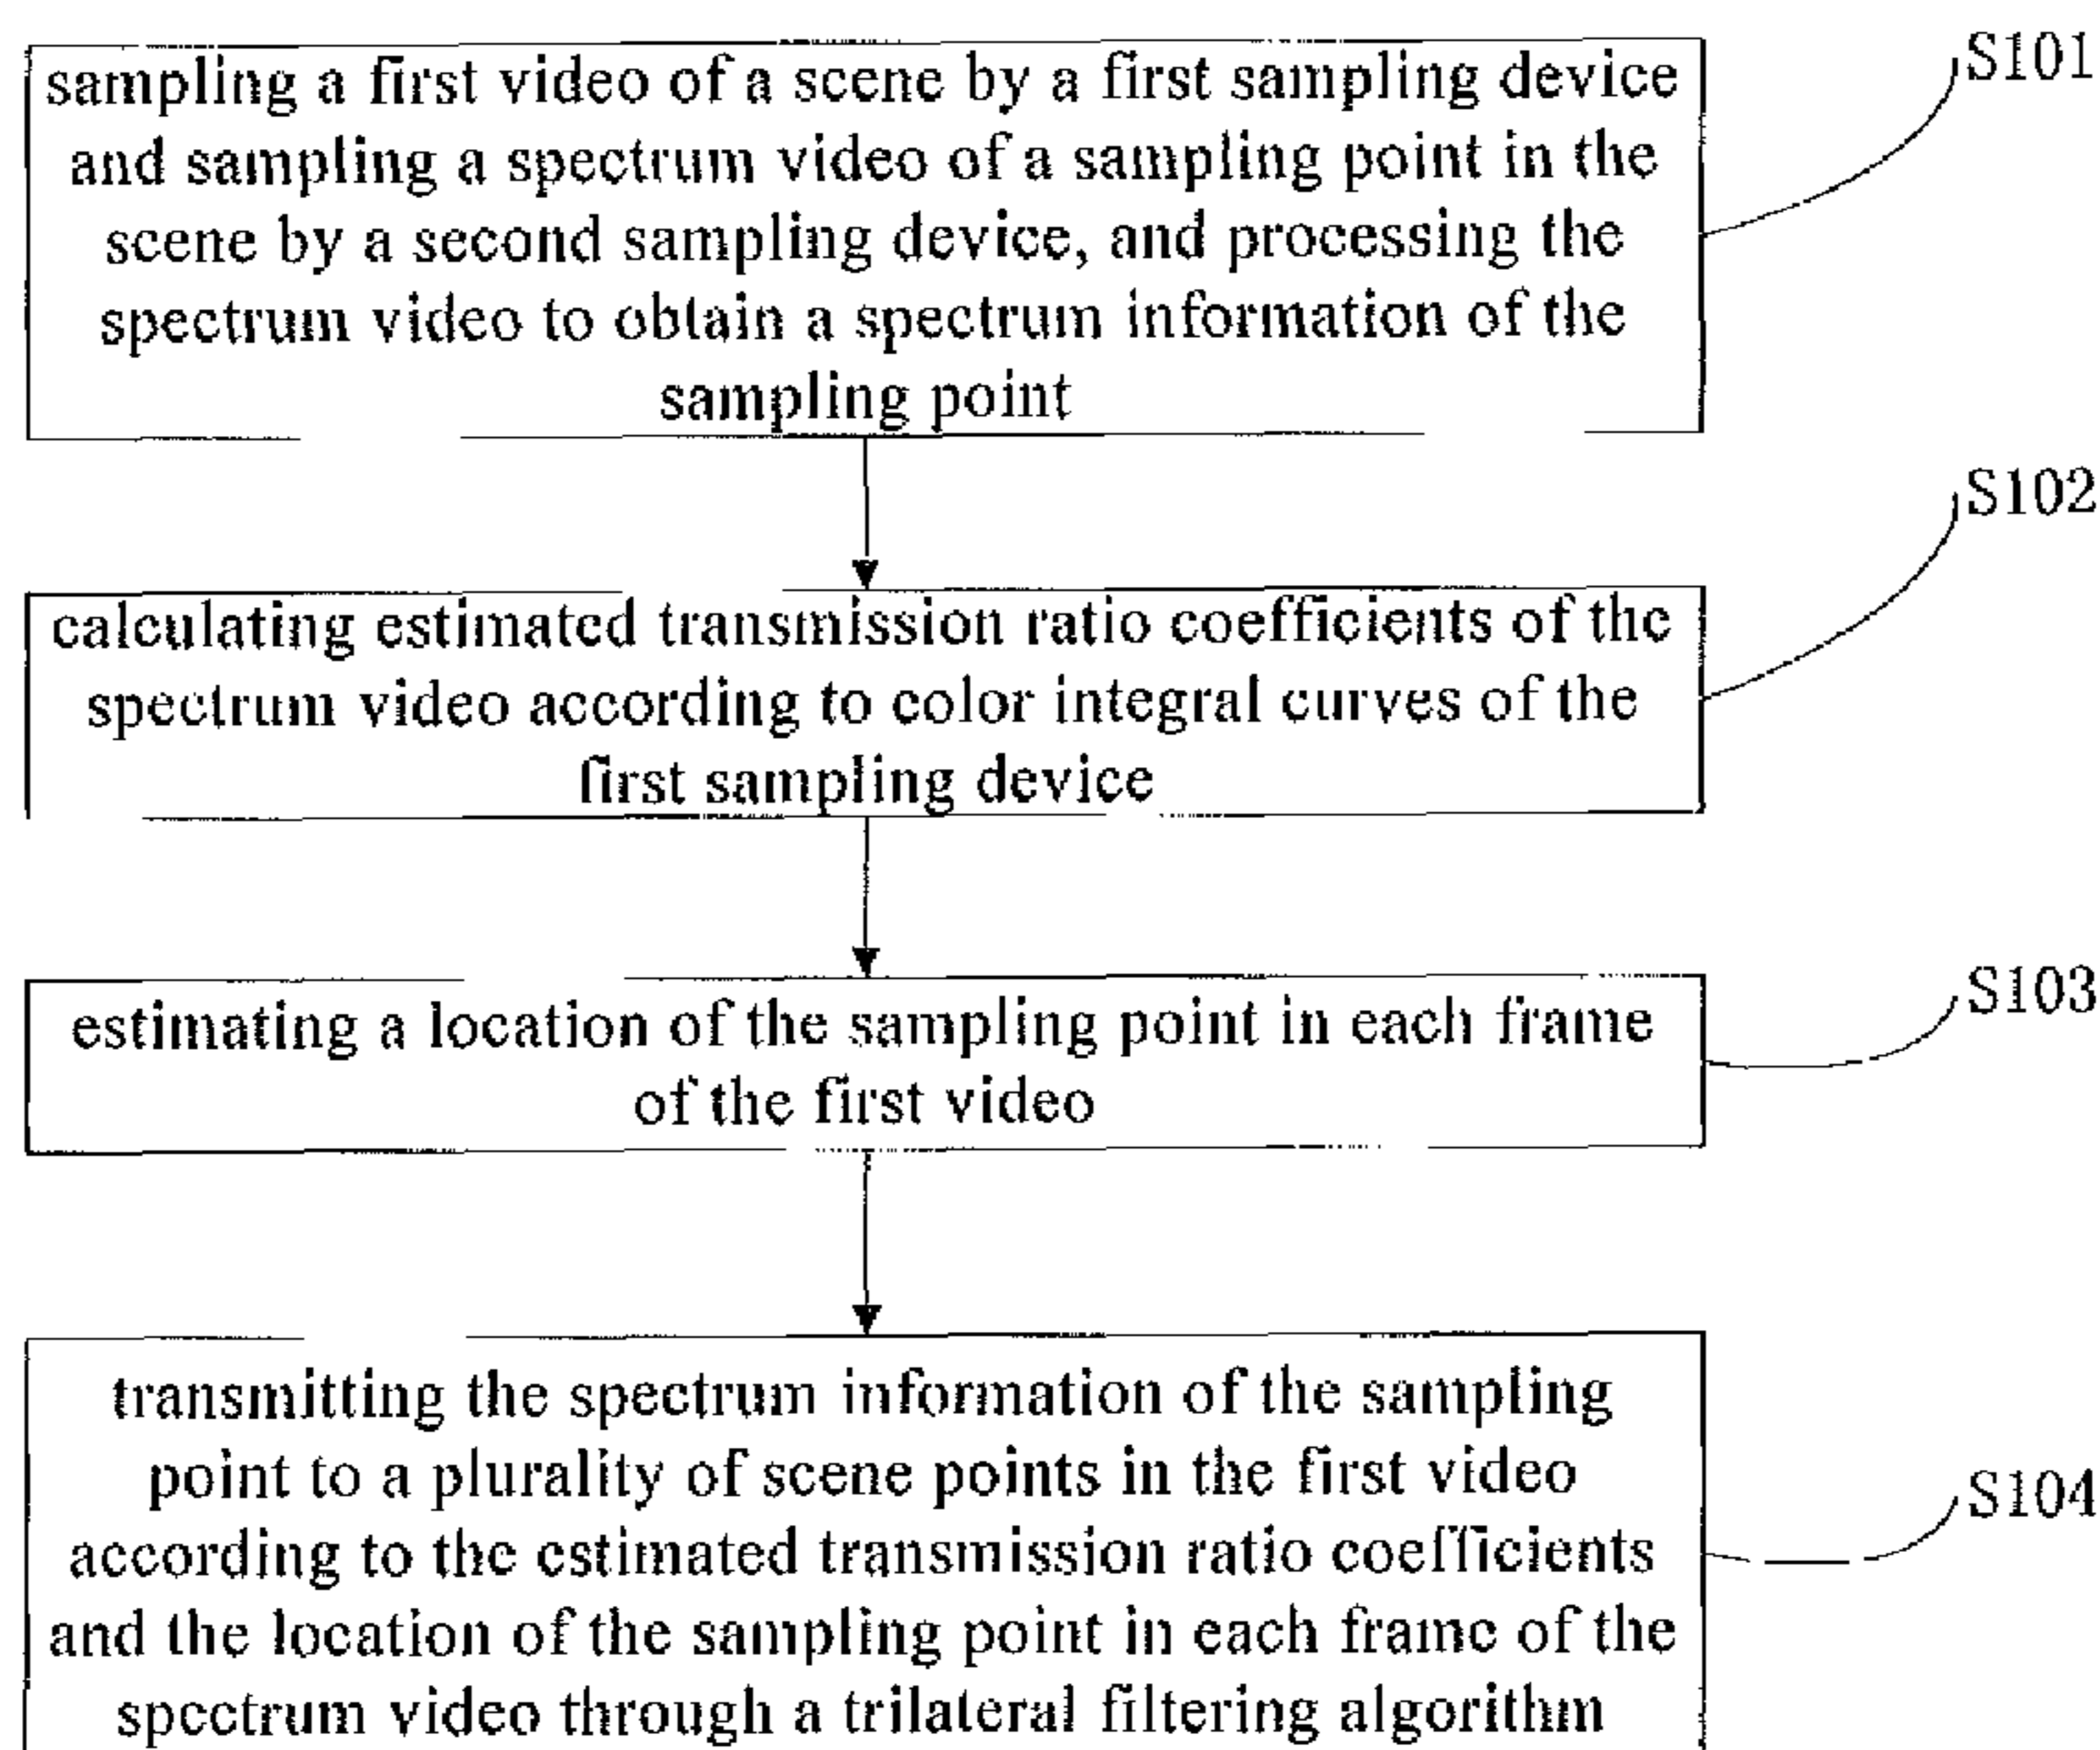 sampling a first video of a scene by a first sampling device
S101
and sampling a spectrum video of a sampling point in the
scene by a second sampling device, and processing the
spectrum video to obtain a spectrum information of the
sampling point
S102
calculating estimated transmission ratio coefficients of the
spectrum video according to color integral curves of the
first sampling device
S103
estimating a location of the sampling point in each frame
of the first video
transmitting the spectrum information of the sampling
point to a plurality of scene points in the first video
S104
according to the estimated transmission ratio coefficients
and the location of the sampling point in each frame of the
spectrum video through a trilateral filtering algorithm